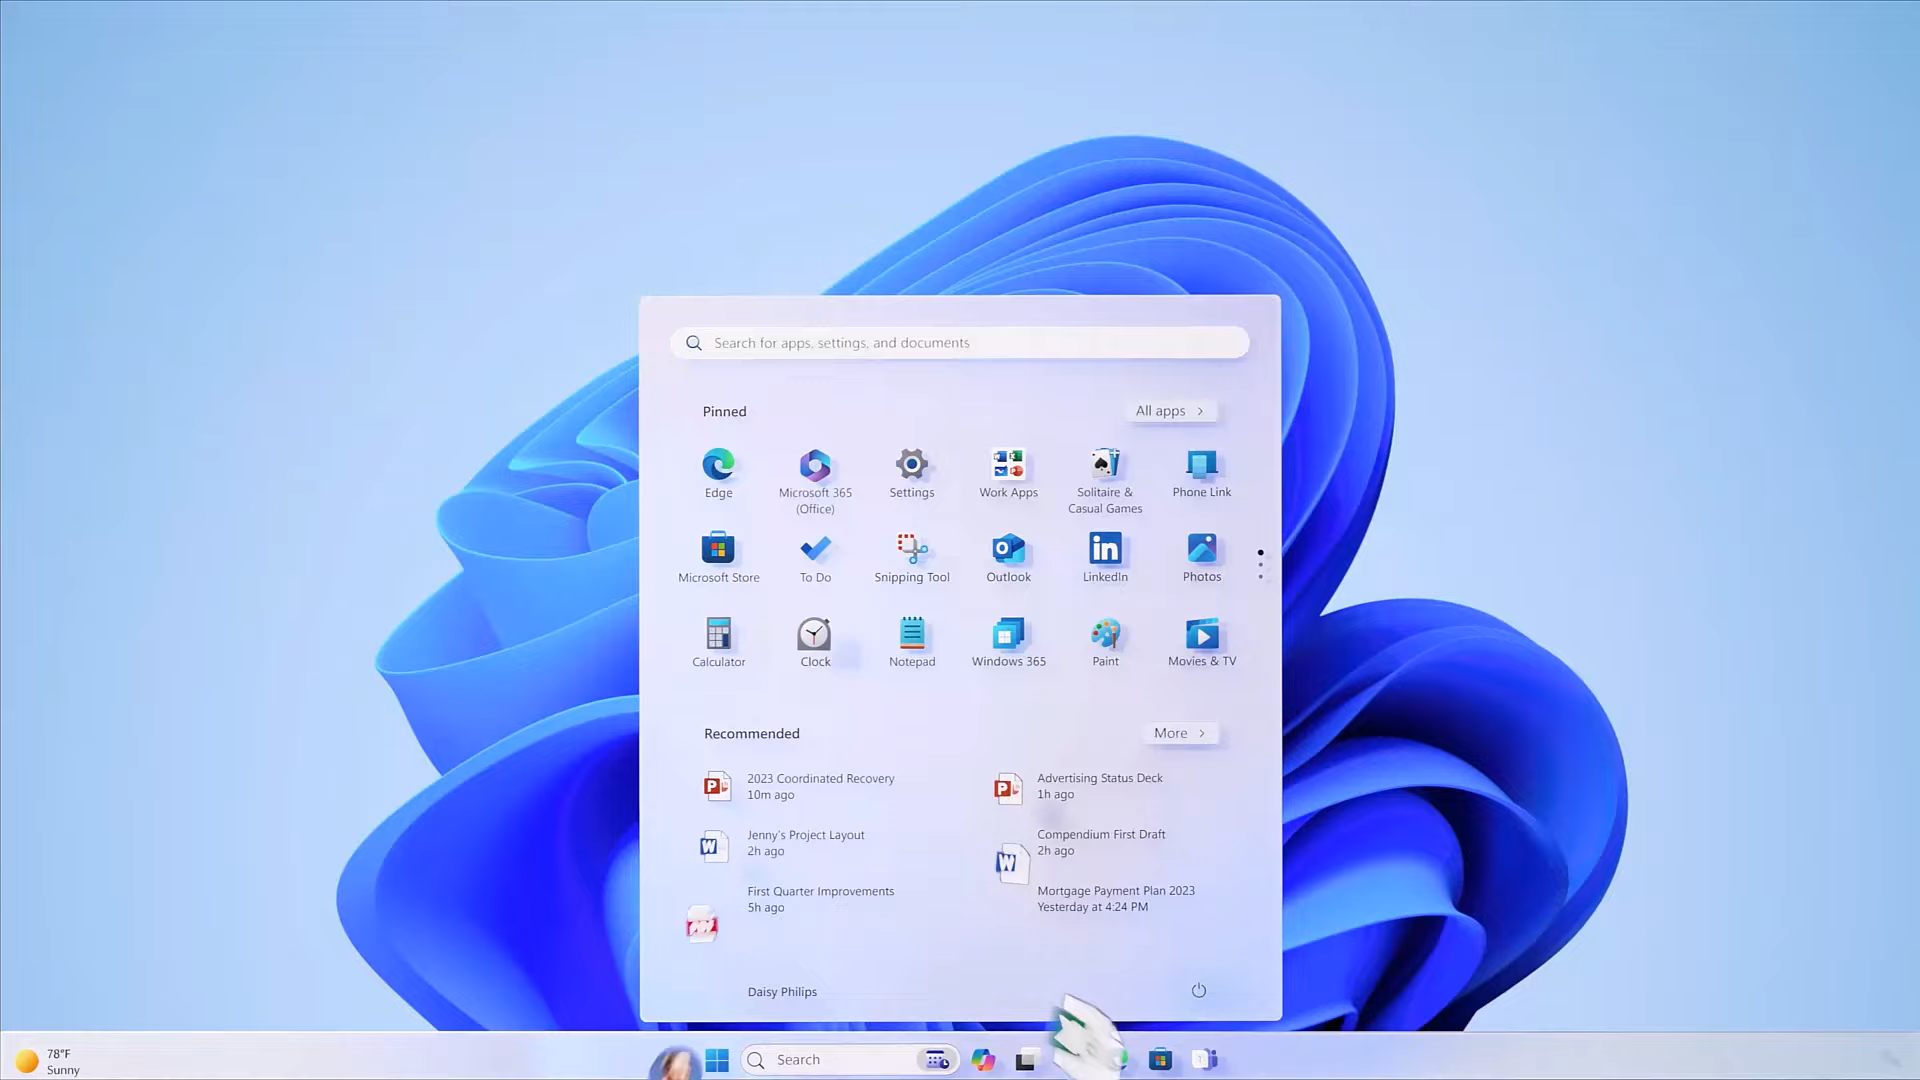 Search for apps, settings, and documents
Pinned
All apps
Edge
Microsoft 365
(Office)
Settings
Work Apps
Solitaire &
Casual Games
Phone Link
Microsoft Store
To Do
Snipping Tool
Outlook
LinkedIn
Photos
Calculator
Clock
Notepad
Windows 365
Paint
Movies & TV
Recommended
More
2023 Coordinated Recovery
10m ago
Advertising Status Deck
1h ago
Jenny's Project Layout
2h ago
Compendium First Draft
2h ago
First Quarter Improvements
5h ago
Mortgage Payment Plan 2023
Yesterday at 4:24 PM
Daisy Philips
78°F
Sunny
Search